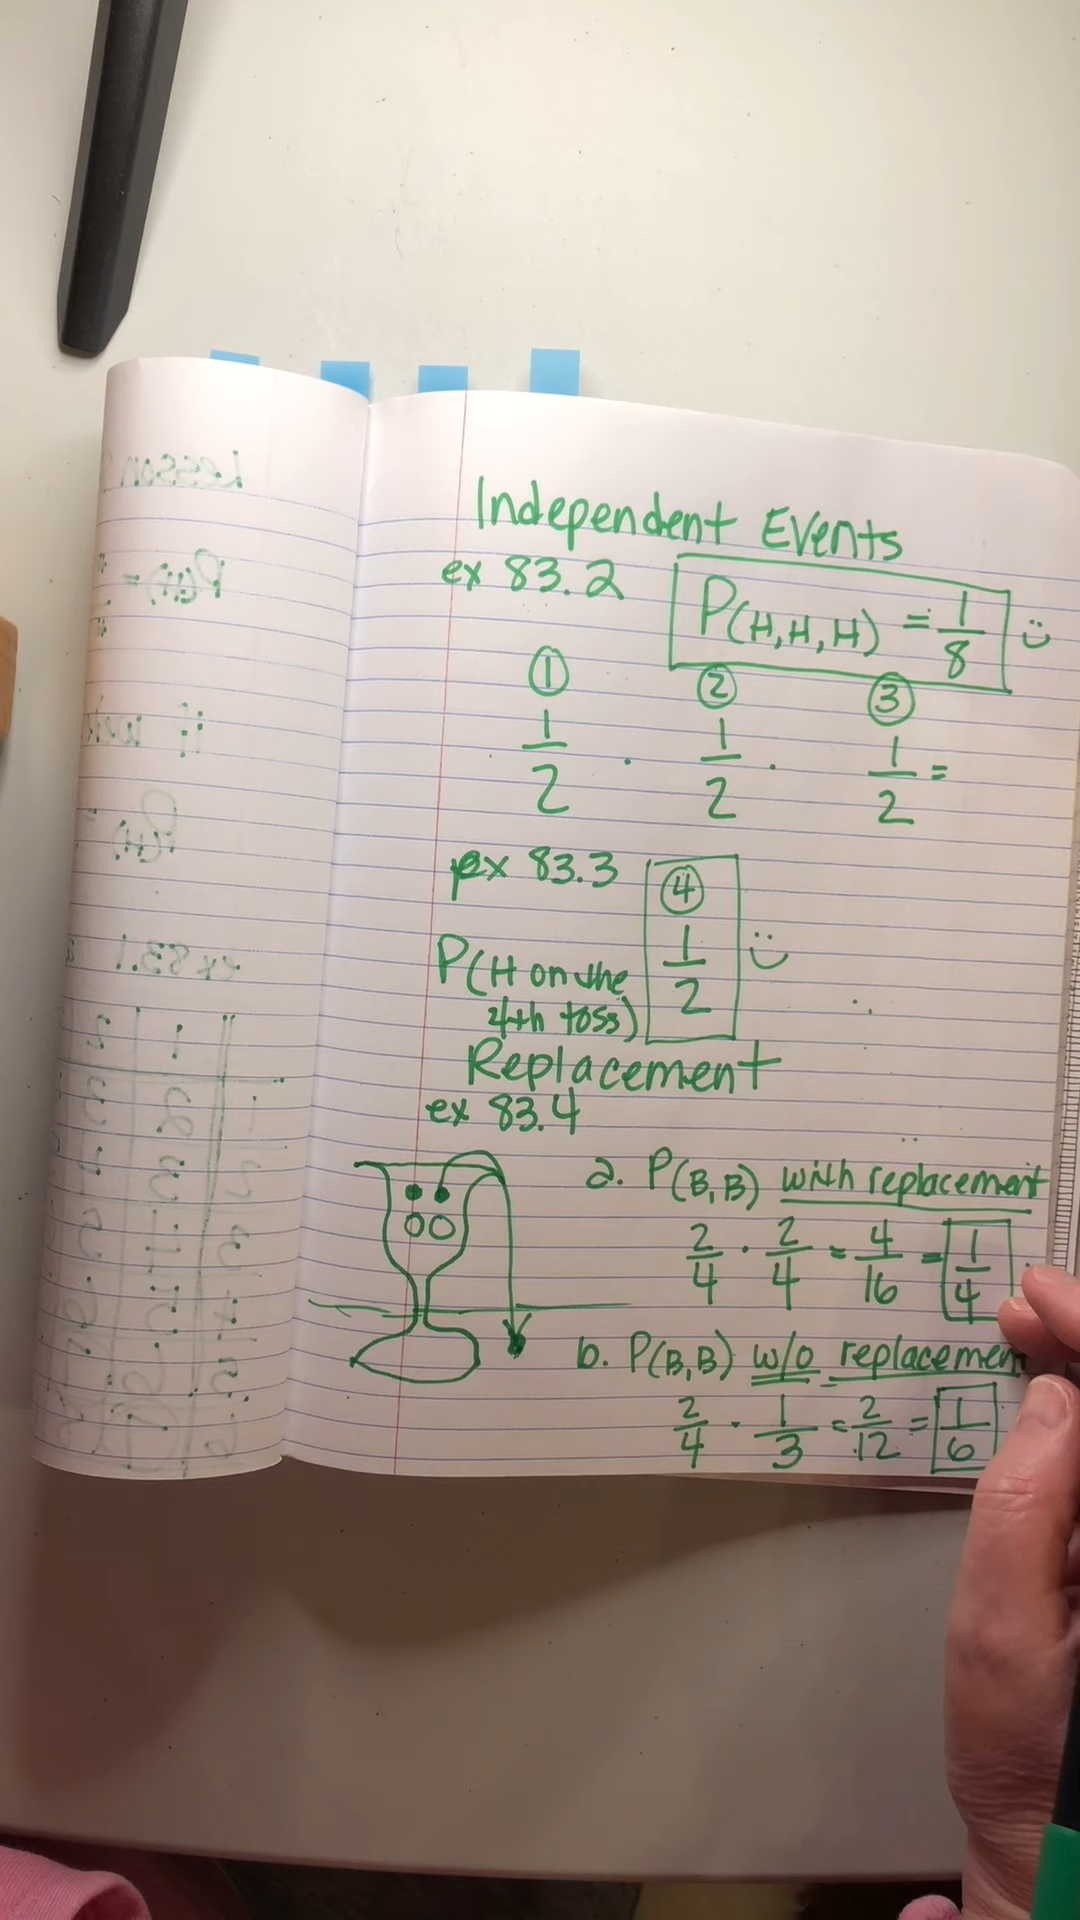 Independent Events
ex 83.2
P(H,H,H) = 1/8
① ② ③
1/2 · 1/2 · 1/2 =
ex 83.3
④
P(H on the 4th toss) 1/2
Replacement
ex 83.4
a. P(B,B) with replacement
2/4 · 2/4 = 4/16 = 1/4
b. P(B,B) w/o replacement
2/4 · 1/3 = 2/12 = 1/6